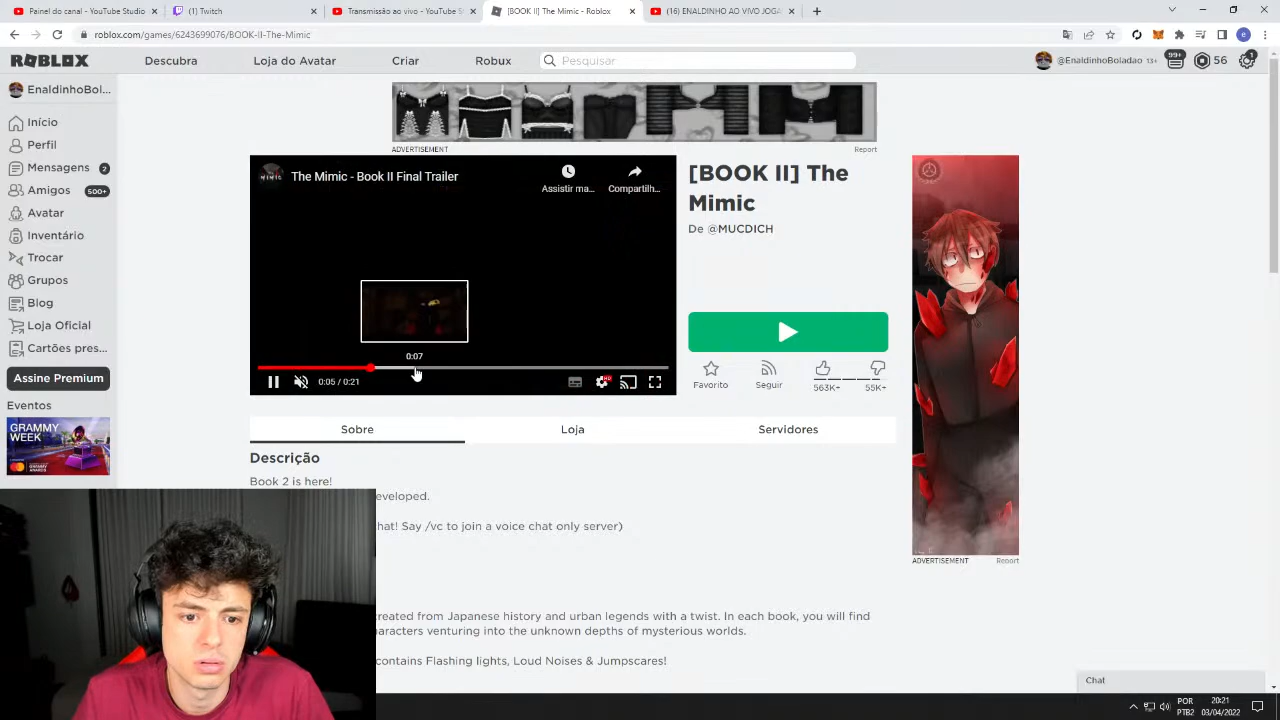 Painel do canal - YouTube Studio
(1) Twitch
Transmissão ao vivo - YouTube S
[BOOK II] The Mimic - Roblox
(16) ENALDINHO AO VIVO JOGA
roblox.com/games/6243699076/BOOK-II-The-Mimic
ROBLOX
Descubra
Loja do Avatar
Criar
Robux
Pesquisar
@EnaldinhoBoladao 13+
99+
56
1
EnaldinhoBol...
Início
Perfil
Mensagens 2
Amigos 500+
Avatar
Inventário
Trocar
Grupos
Blog
Loja Oficial
Cartões pres...
Assine Premium
Eventos
GRAMMY
WEEK
ADVERTISEMENT
Report
The Mimic - Book II Final Trailer
Assistir ma...
Compartilh...
0:07
0:05 / 0:21
HD
[BOOK II] The
Mimic
De @MUCDICH
Favorito
Seguir
563K+
55K+
ADVERTISEMENT
Report
Sobre
Loja
Servidores
Descrição
Book 2 is here!
eveloped.
hat! Say /vc to join a voice chat only server)
reated from Japanese history and urban legends with a twist. In each book, you will find
aracters venturing into the unknown depths of mysterious worlds.
contains Flashing lights, Loud Noises & Jumpscares!
Chat
POR
PTB2
20:21
03/04/2022